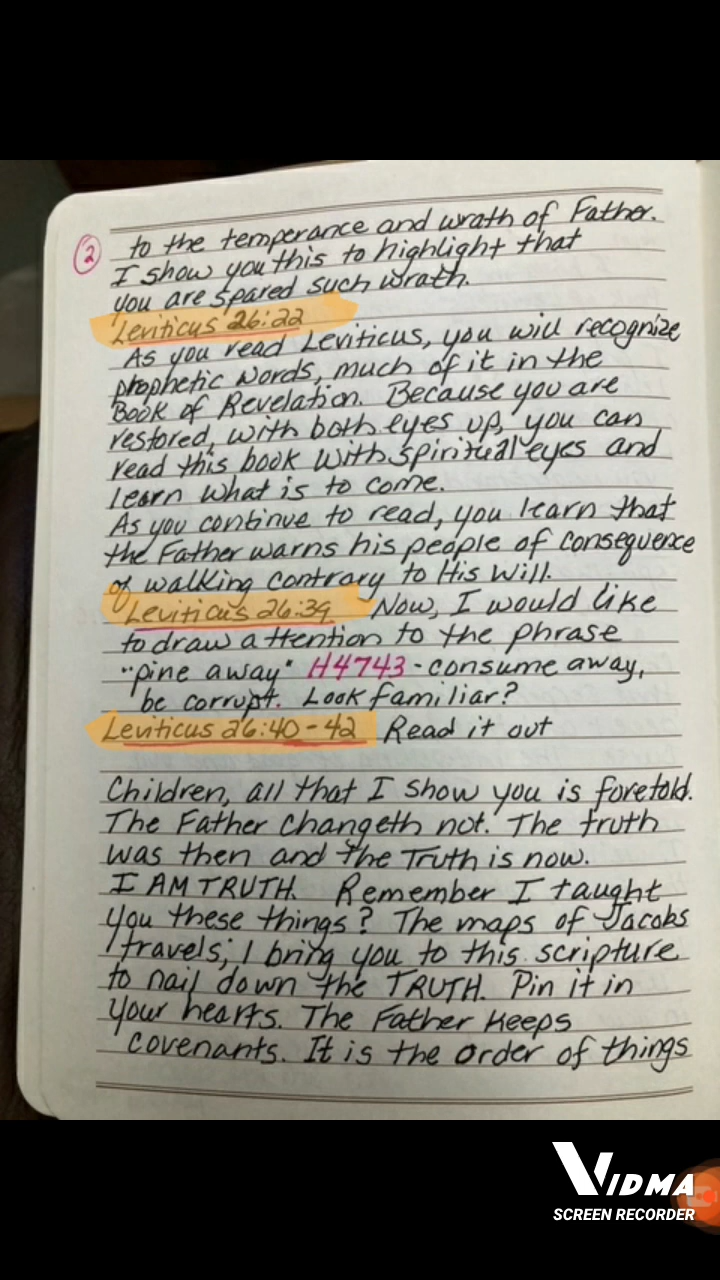 2
to the temperance and wrath of Father.
I show you this to highlight that
you are spared such wrath.
Leviticus 26:22
As you read Leviticus, you will recognize
prophetic words, much of it in the
Book of Revelation. Because you are
restored, with both eyes up, you can
read this book with spiritual eyes and
learn what is to come.
As you continue to read, you learn that
the Father warns his people of consequence
of walking contrary to His Will.
Leviticus 26:39 Now, I would like
to draw attention to the phrase
"pine away" H4743 - consume away,
be corrupt. Look familiar?
Leviticus 26:40-42 Read it out
Children, all that I show you is foretold.
The Father changeth not. The truth
was then and the Truth is now.
I AM TRUTH. Remember I taught
you these things? The maps of Jacobs
travels; I bring you to this scripture
to nail down the TRUTH. Pin it in
your hearts. The Father keeps
covenants. It is the order of things
VIDMA
SCREEN RECORDER